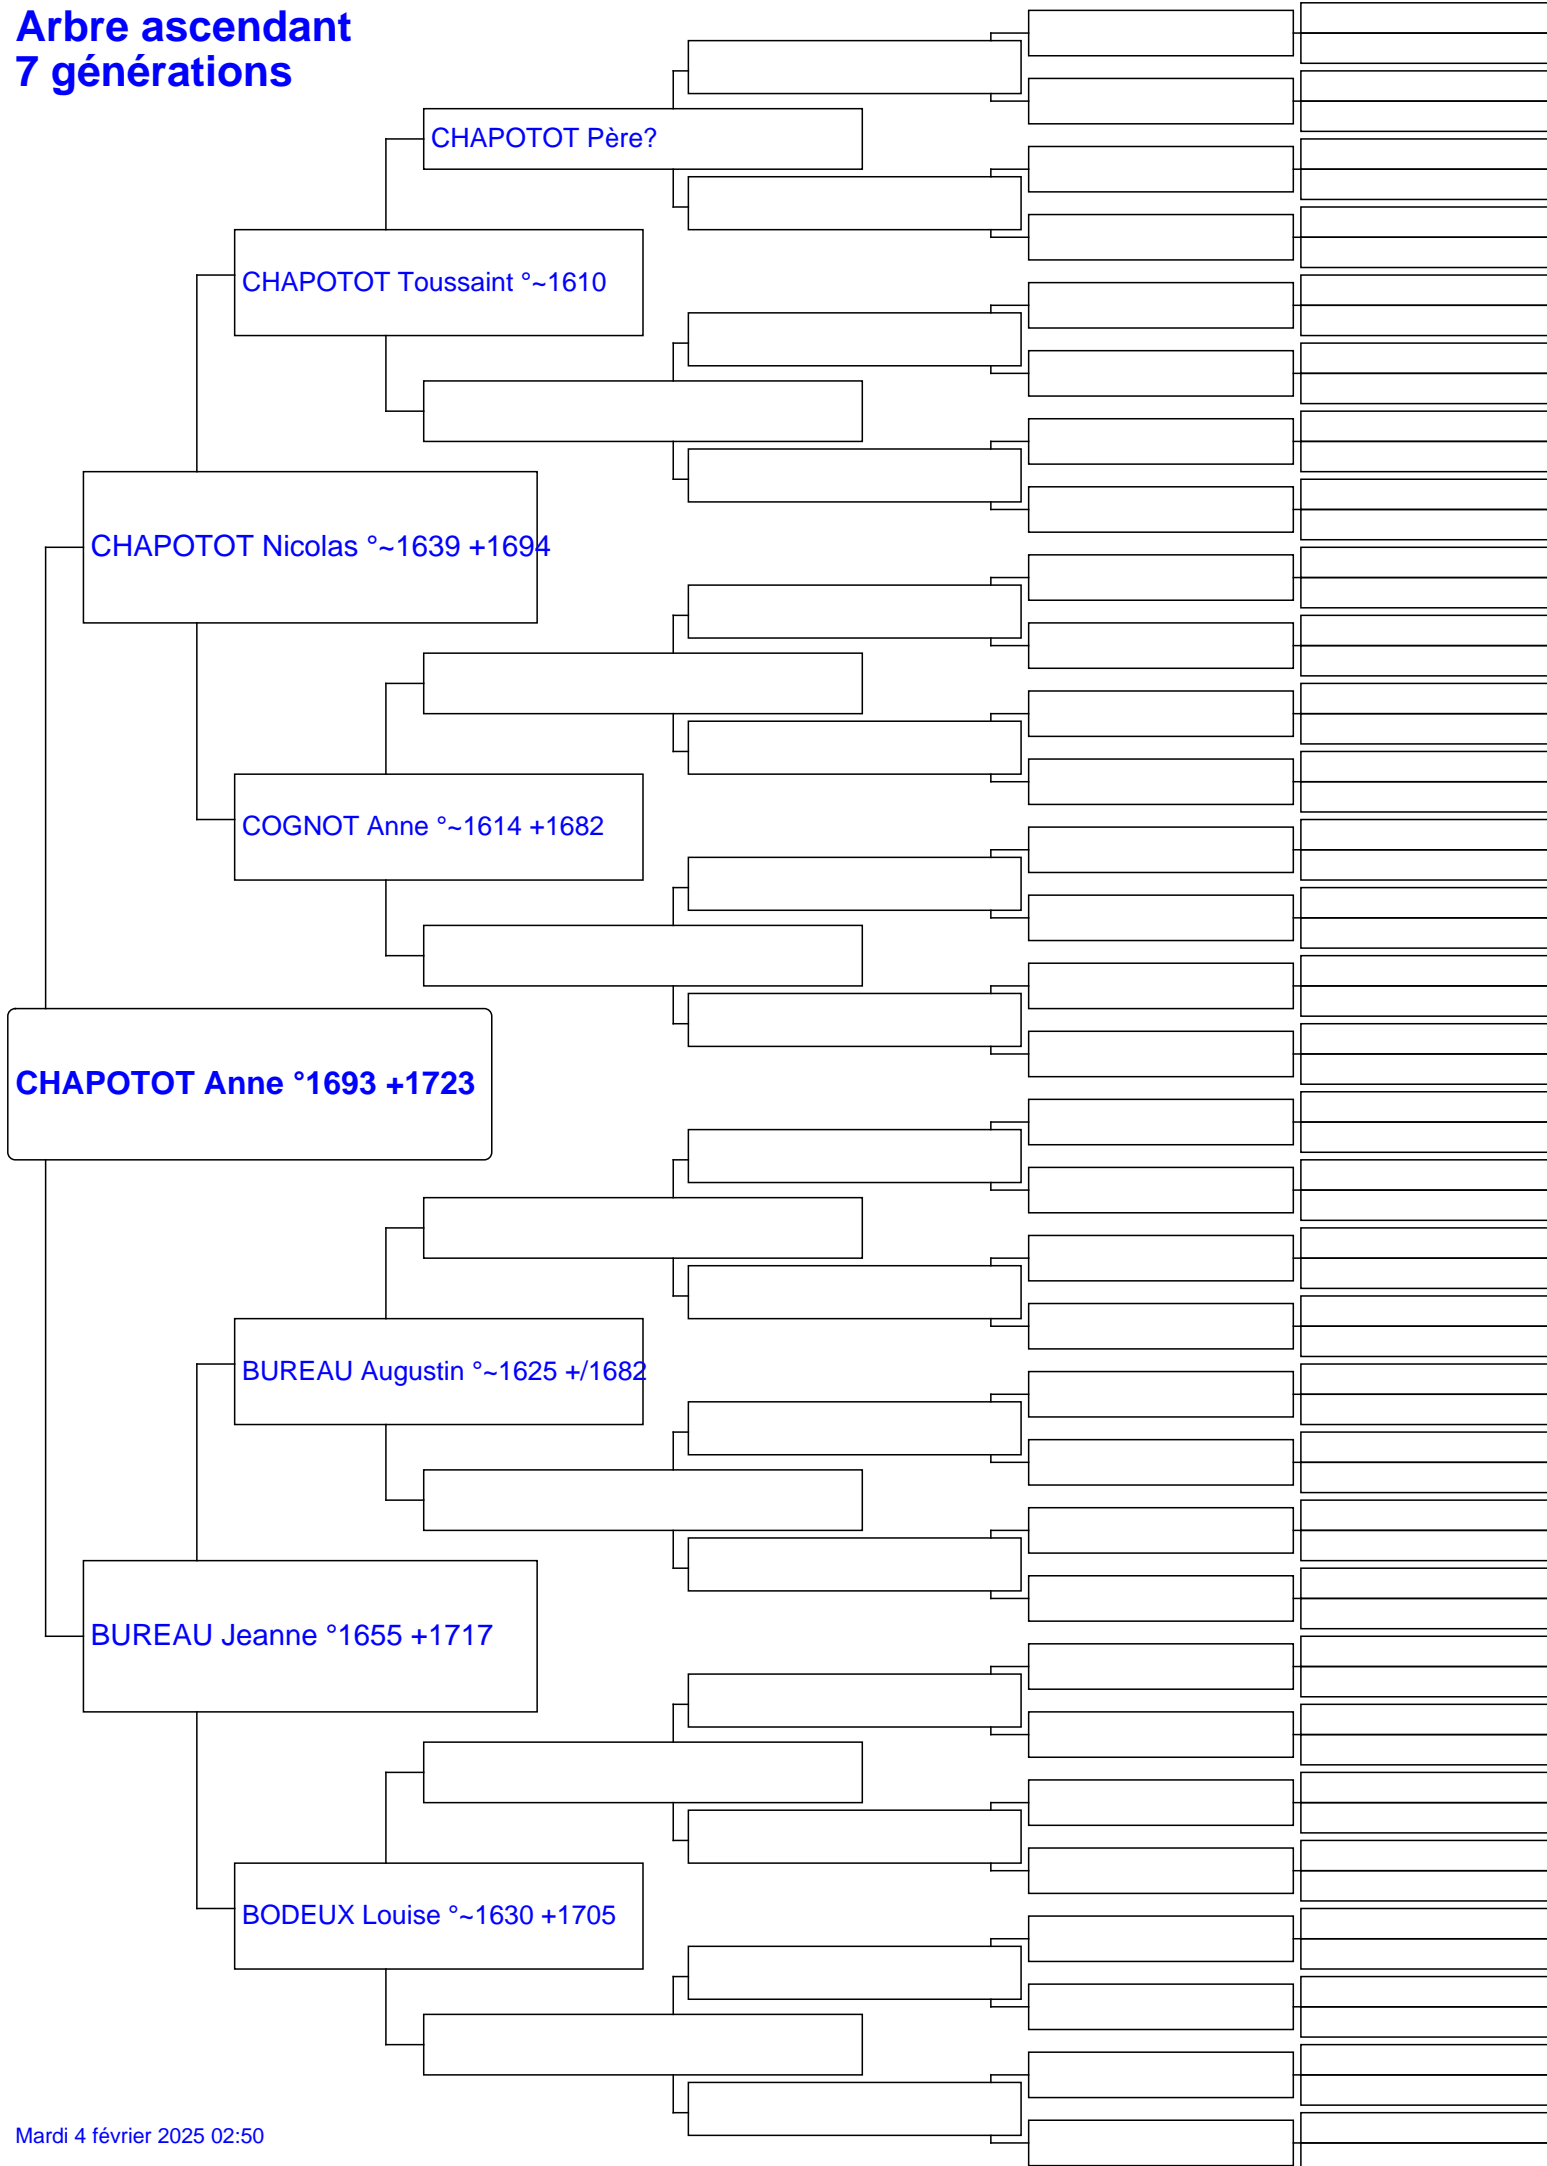 Arbre ascendant
7 générations
CHAPOTOT Père?
CHAPOTOT Toussaint °~1610
CHAPOTOT Nicolas °~1639 +1694
COGNOT Anne °~1614 +1682
CHAPOTOT Anne °1693 +1723
BUREAU Augustin °~1625 +/1682
BUREAU Jeanne °1655 +1717
BODEUX Louise °~1630 +1705
Mardi 4 février 2025 02:50